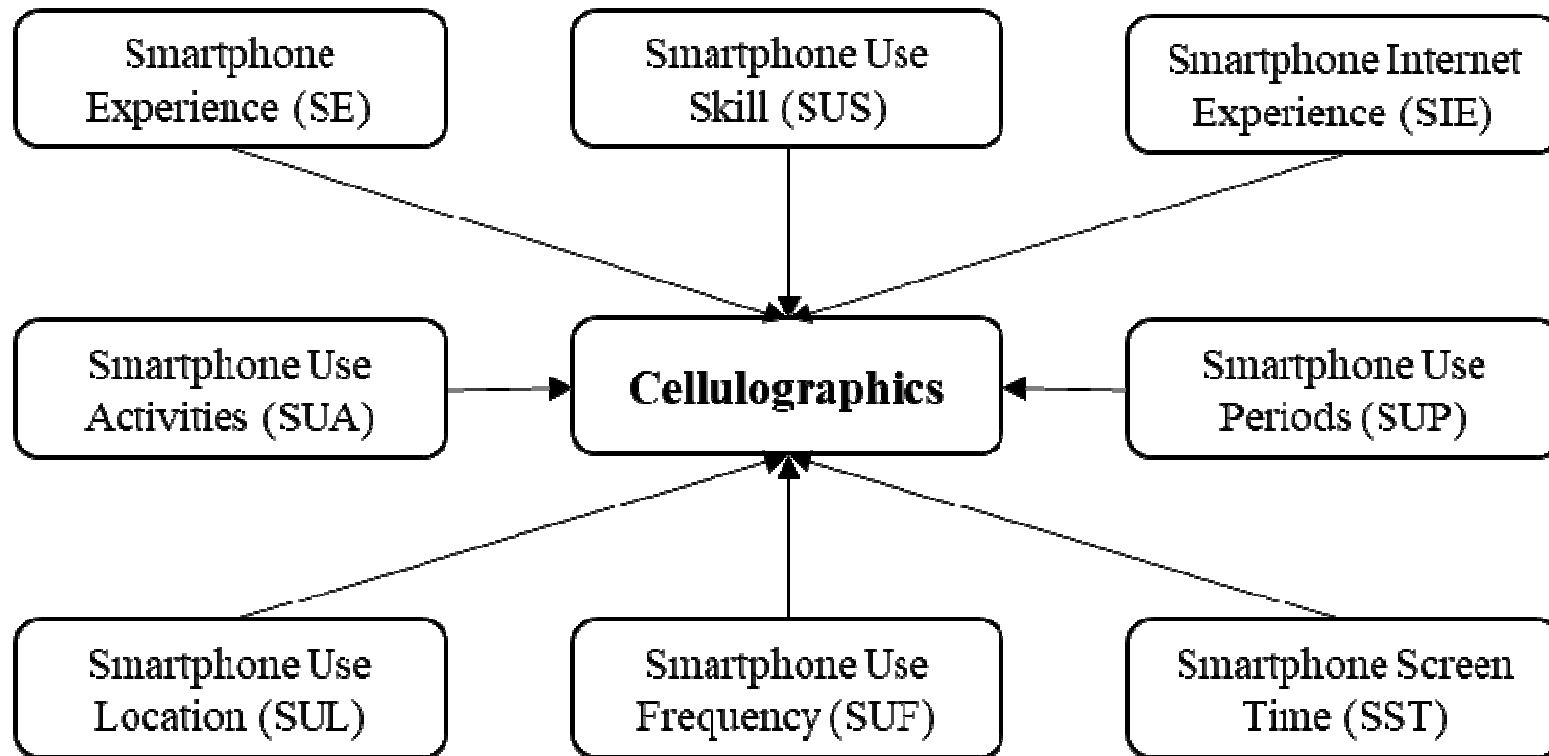 Smartphone
Experience (SE)
Smartphone Use
Skill (SUS)
Smartphone Internet
Experience (SIE)
Smartphone Use
Activities (SUA)
Cellulographics
Smartphone Use
Periods (SUP)
Smartphone Use
Location (SUL)
Smartphone Use
Frequency (SUF)
Smartphone Screen
Time (SST)